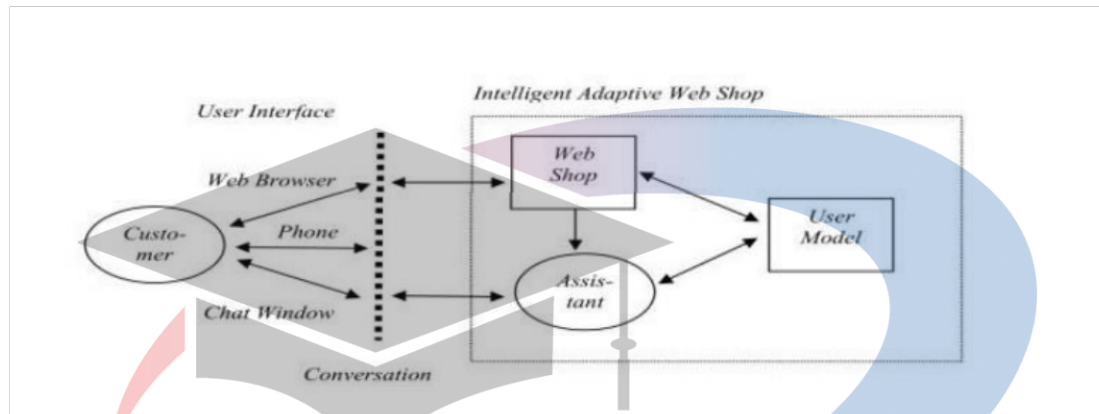 Intelligent Adaptive Web Shop
User Interface
Web
Shop
Web Browser
User
Model
Custo-
mer
Phone
Assis-
tant
Chat Window
Conversation